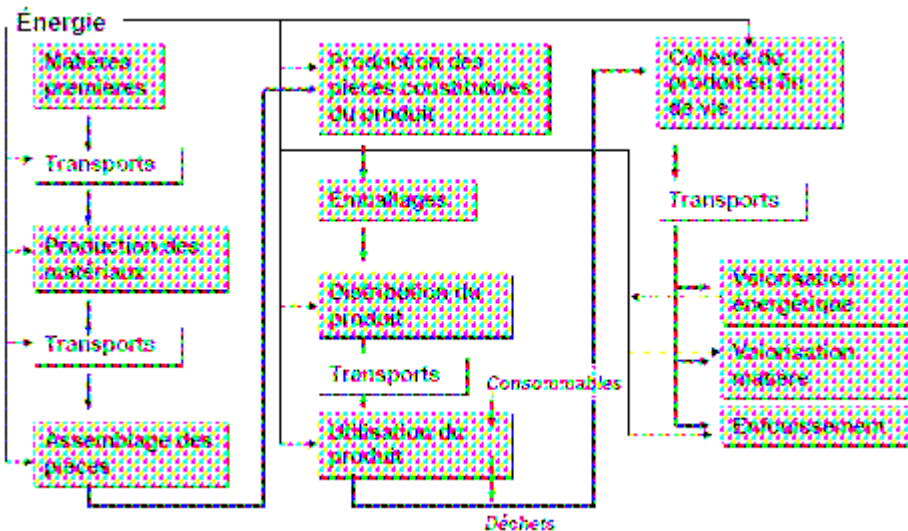 Énergie
Matières
premières
Transports
Production des
matériaux
Transports
Assemblage des
pièces
Production des
pièces constitutives
du produit
Emballages
Distribution du
produit
Transports
Consommables
Utilisation du
produit
Déchets
Collecte du
produit en fin
de vie
Transports
Valorisation
énergétique
Valorisation
matière
Enfouissement